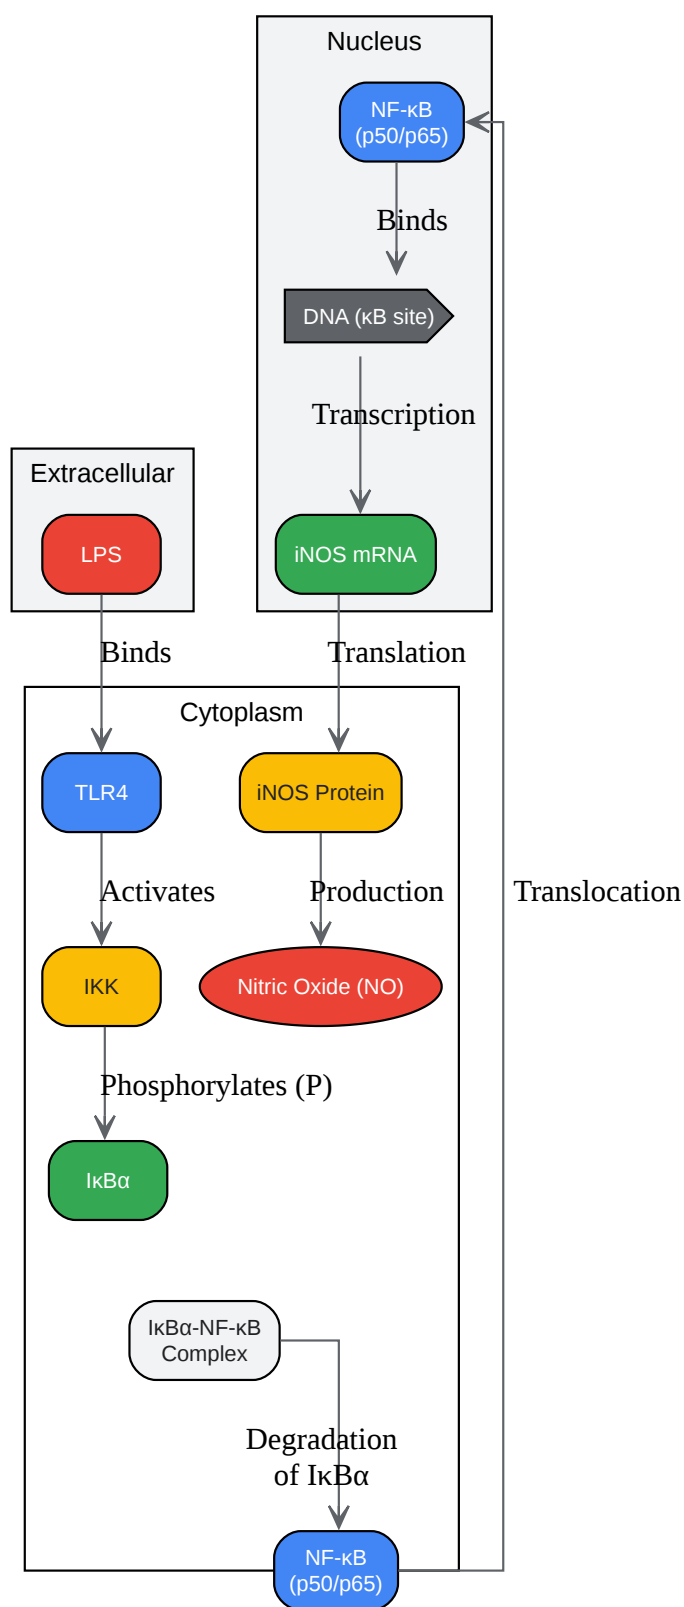 Nucleus
NF-κB
(p50/p65)
Binds
DNA (κB site)
Transcription
iNOS mRNA
Extracellular
LPS
Binds
Translation
Cytoplasm
TLR4
iNOS Protein
Activates
Production
Translocation
IKK
Nitric Oxide (NO)
Phosphorylates (P)
IκBα
IκBα-NF-κB
Complex
Degradation
of IκBα
NF-κB
(p50/p65)